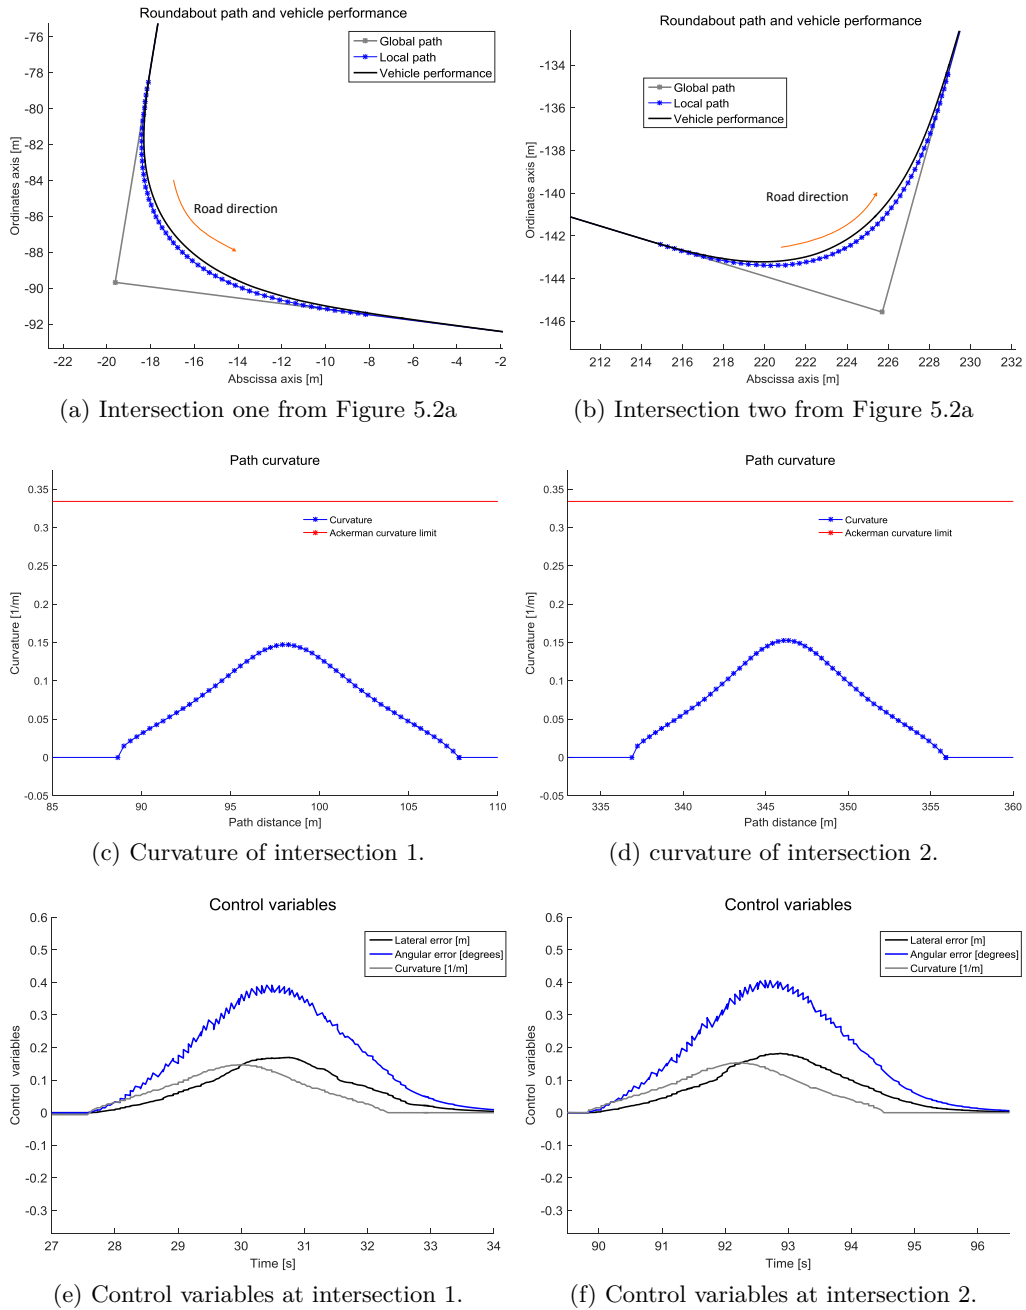 Roundabout path and vehicle performance
-76
-78
-80
-82
-84
-86
-88
-90
-92
Ordinates axis [m]
Global path
Local path
Vehicle performance
Road direction
-22 -20 -18 -16 -14 -12 -10 -8 -6 -4 -2
Abscissa axis [m]
(a) Intersection one from Figure 5.2a
Roundabout path and vehicle performance
-134
-136
-138
-140
-142
-144
-146
Ordinates axis [m]
Global path
Local path
Vehicle performance
Road direction
212 214 216 218 220 222 224 226 228 230 232
Abscissa axis [m]
(b) Intersection two from Figure 5.2a
Path curvature
0.35
0.3
0.25
0.2
0.15
0.1
0.05
0
-0.05
Curvature [1/m]
Curvature
Ackerman curvature limit
85 90 95 100 105 110
Path distance [m]
(c) Curvature of intersection 1.
Path curvature
0.35
0.3
0.25
0.2
0.15
0.1
0.05
0
-0.05
Curvature [1/m]
Curvature
Ackerman curvature limit
335 340 345 350 355 360
Path distance [m]
(d) curvature of intersection 2.
Control variables
0.6
0.5
0.4
0.3
0.2
0.1
0
-0.1
-0.2
-0.3
Control variables
Lateral error [m]
Angular error [degrees]
Curvature [1/m]
27 28 29 30 31 32 33 34
Time [s]
(e) Control variables at intersection 1.
Control variables
0.6
0.5
0.4
0.3
0.2
0.1
0
-0.1
-0.2
-0.3
Control variables
Lateral error [m]
Angular error [degrees]
Curvature [1/m]
90 91 92 93 94 95 96
Time [s]
(f) Control variables at intersection 2.